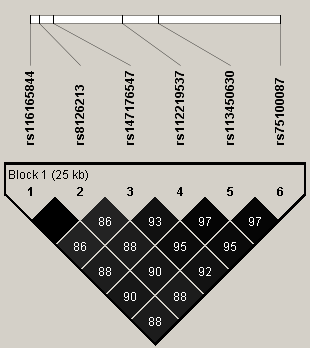 rs116165844 rs8126213 rs147176547 rs112219537 rs113450630 rs75100087
Block 1 (25 kb)
1 2 3 4 5 6
86 93 97 97
86 88 95 95
88 90 92
90 88
88